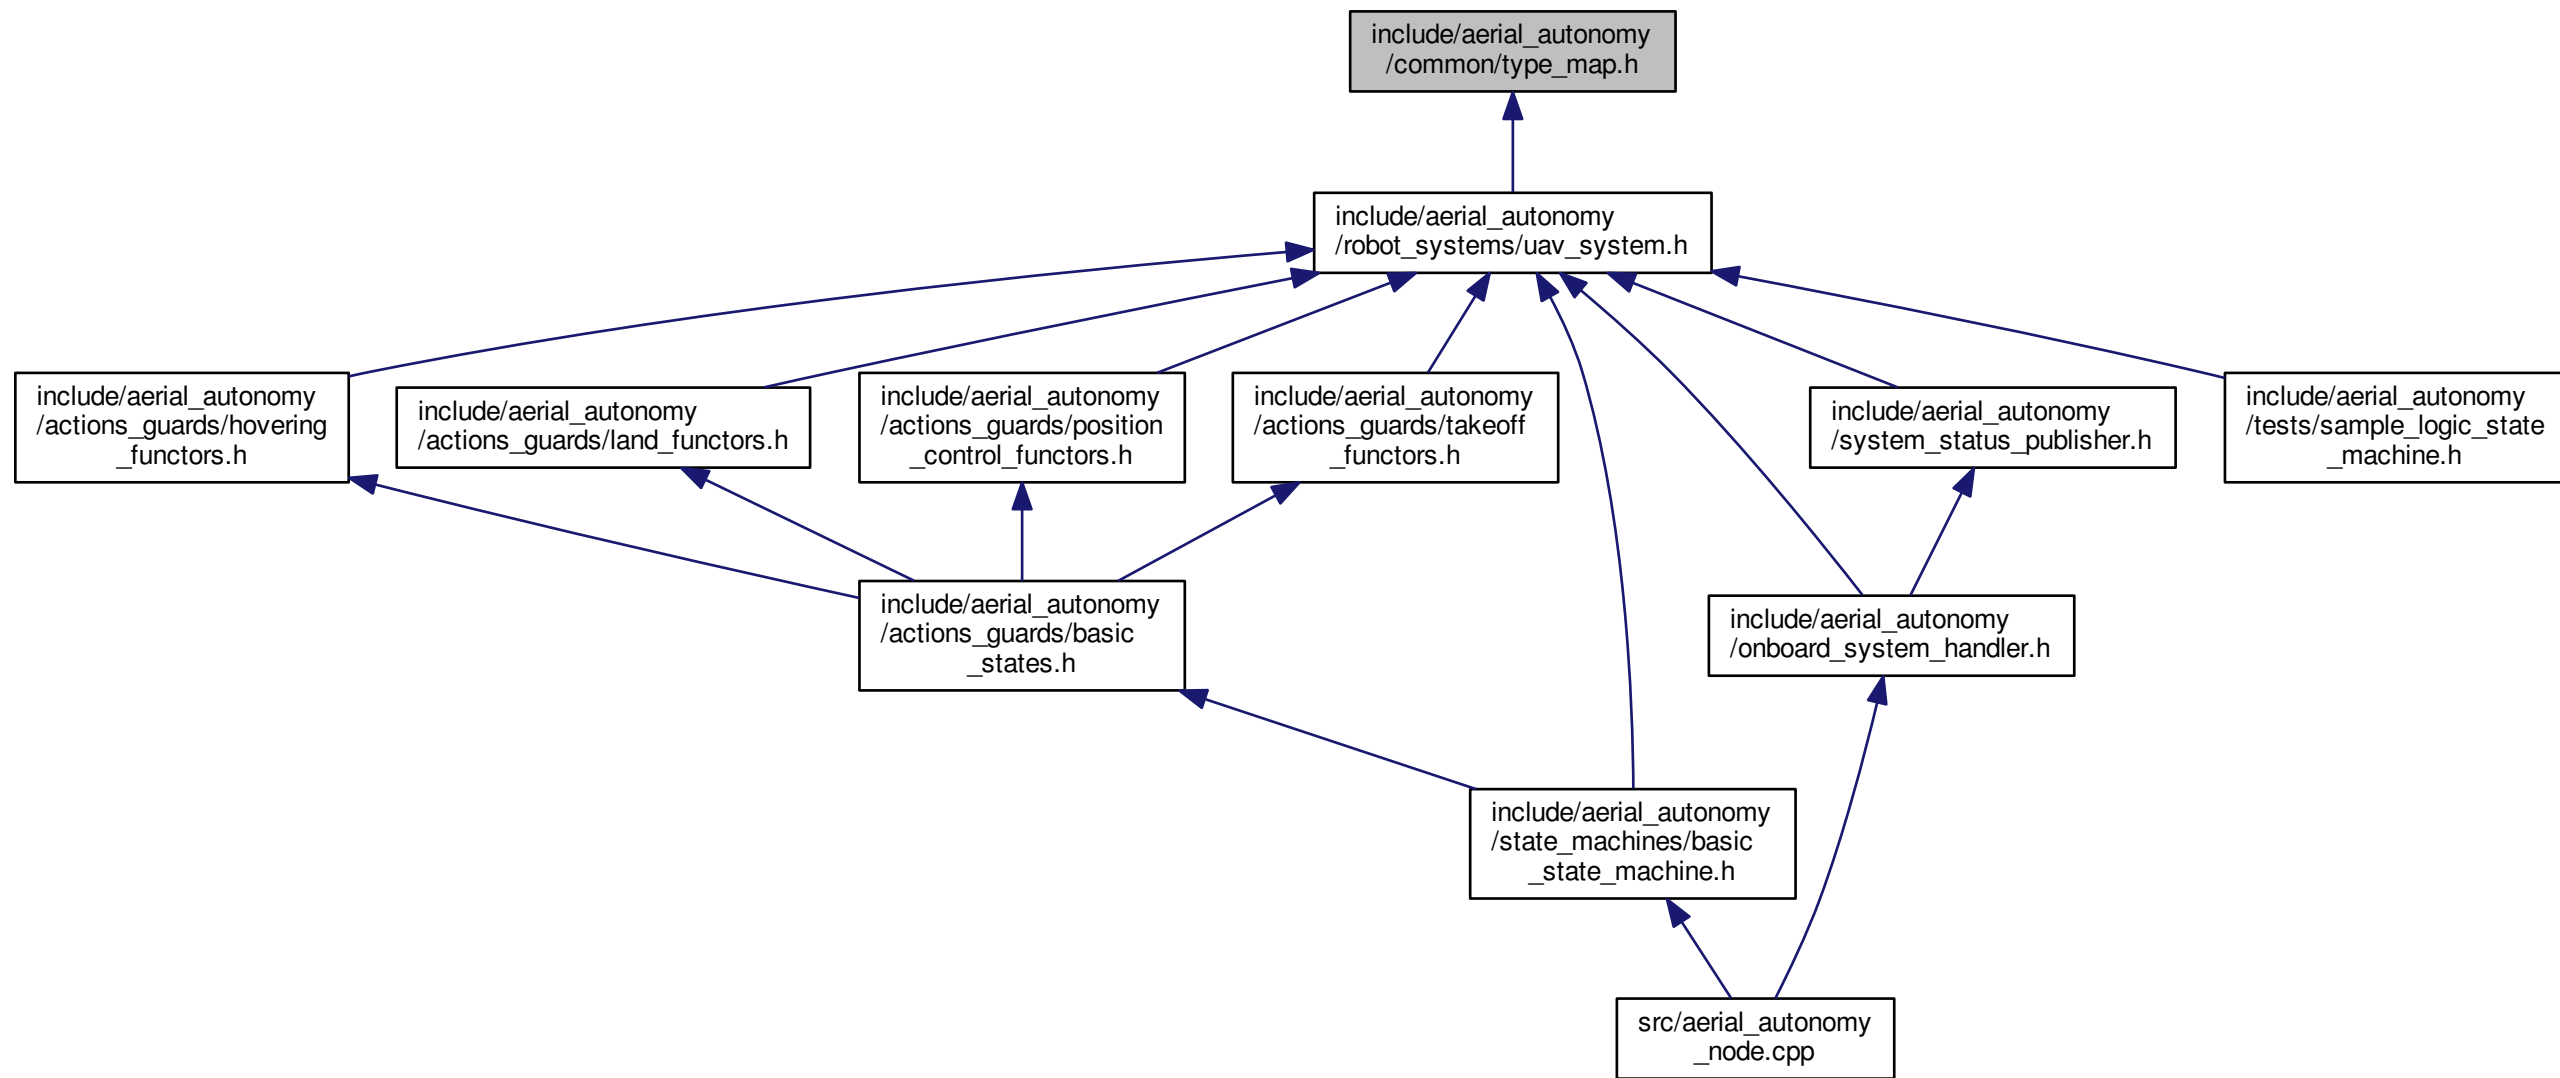 include/aerial_autonomy
/common/type_map.h
include/aerial_autonomy
/robot_systems/uav_system.h
include/aerial_autonomy
/actions_guards/hovering
_functors.h
include/aerial_autonomy
/actions_guards/land_functors.h
include/aerial_autonomy
/actions_guards/position
_control_functors.h
include/aerial_autonomy
/actions_guards/takeoff
_functors.h
include/aerial_autonomy
/system_status_publisher.h
include/aerial_autonomy
/tests/sample_logic_state
_machine.h
include/aerial_autonomy
/actions_guards/basic
_states.h
include/aerial_autonomy
/onboard_system_handler.h
include/aerial_autonomy
/state_machines/basic
_state_machine.h
src/aerial_autonomy
_node.cpp